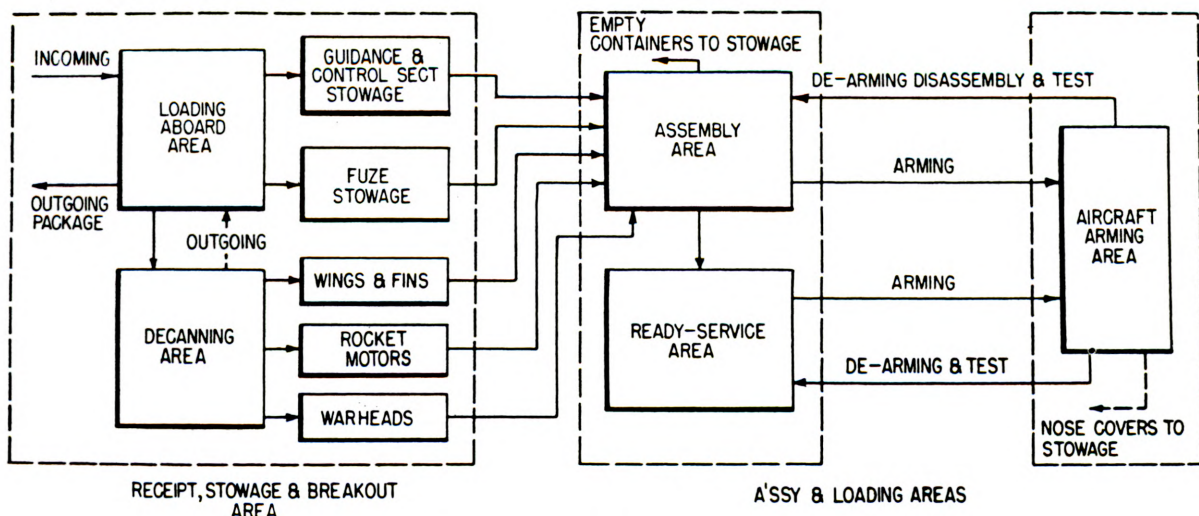 INCOMING
LOADING
ABOARD
AREA
OUTGOING
PACKAGE
OUTGOING
GUIDANCE &
CONTROL SECT
STOWAGE
FUZE
STOWAGE
DECANNING
AREA
WINGS & FINS
ROCKET
MOTORS
WARHEADS
RECEIPT, STOWAGE & BREAKOUT
AREA
EMPTY
CONTAINERS TO STOWAGE
ASSEMBLY
AREA
READY-SERVICE
AREA
DE-ARMING DISASSEMBLY & TEST
ARMING
ARMING
DE-ARMING & TEST
AIRCRAFT
ARMING
AREA
NOSE COVERS TO
STOWAGE
A'SSY & LOADING AREAS